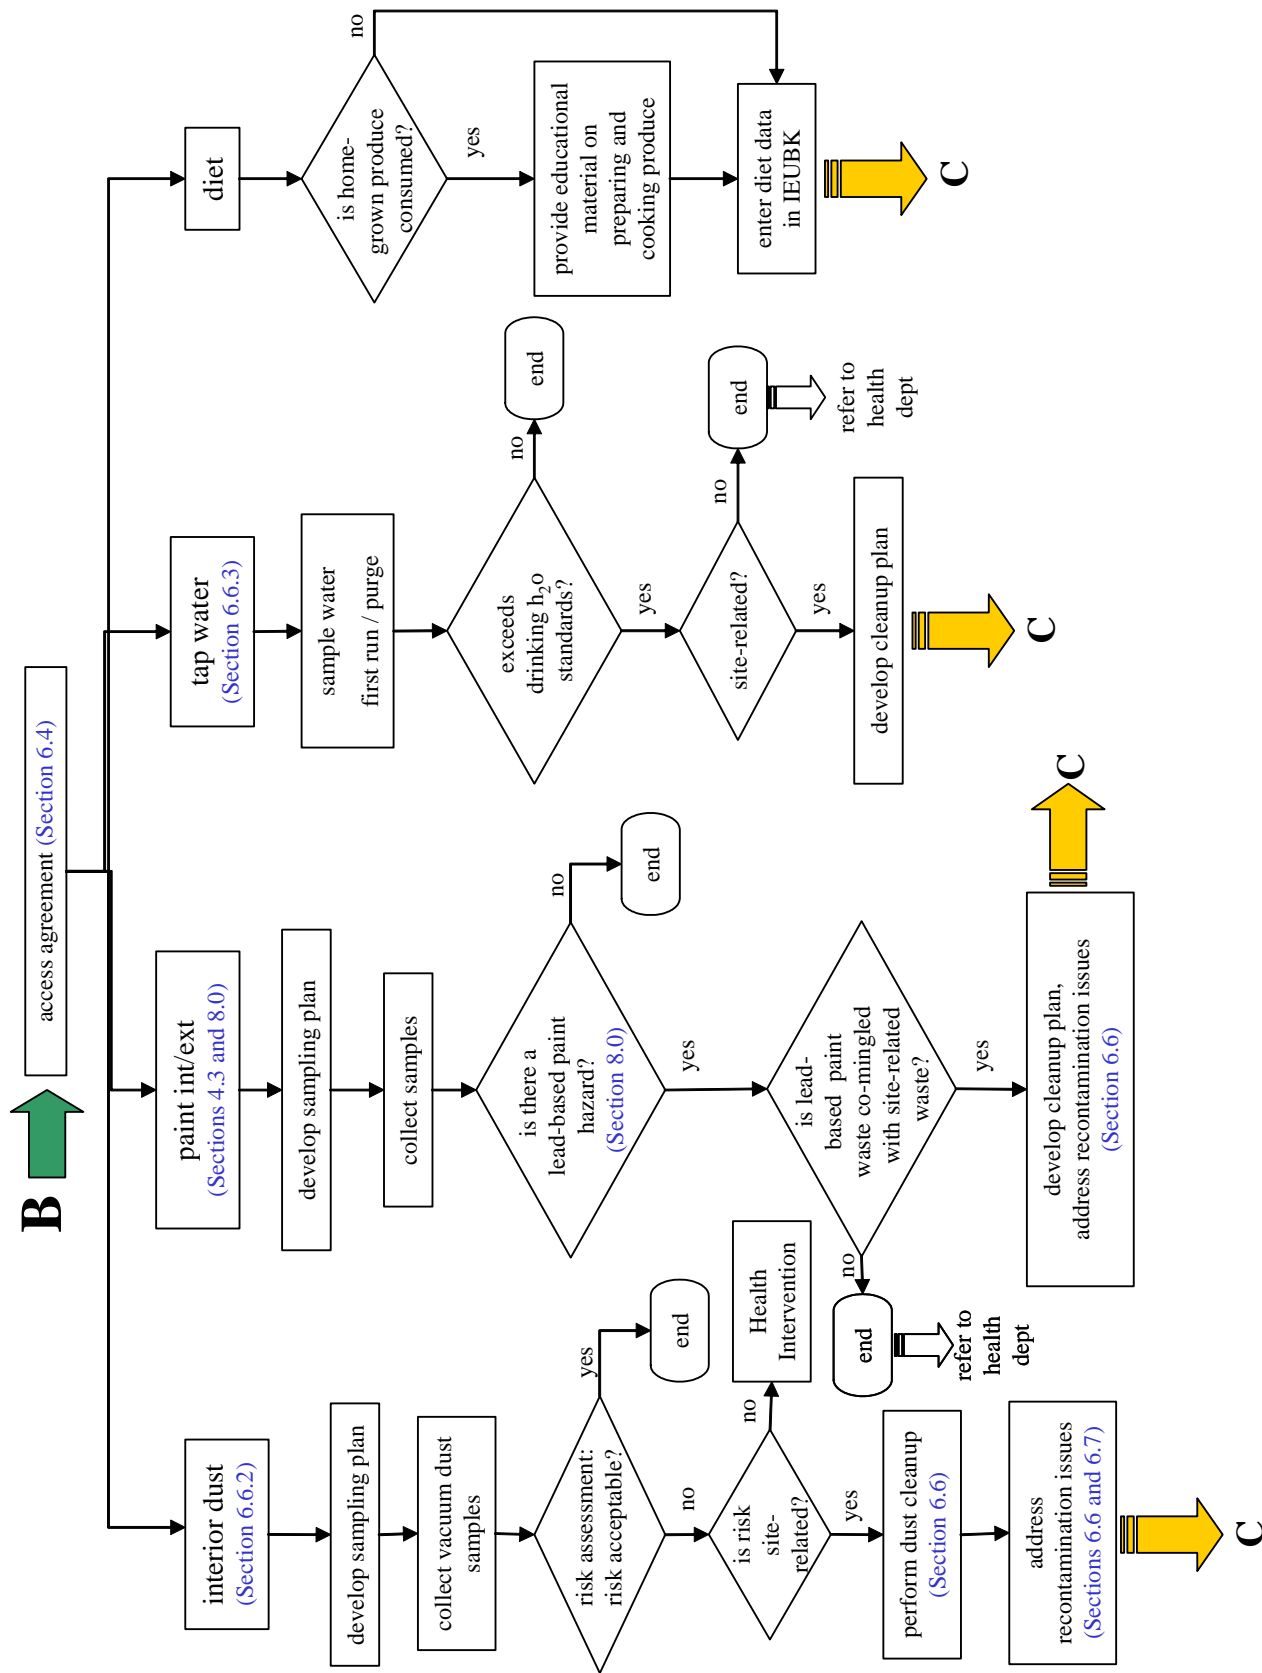 B
access agreement (Section 6.4)
interior dust
(Section 6.6.2)
develop sampling plan
collect vacuum dust
samples
risk assessment:
risk acceptable?
yes
end
no
is risk
site-
related?
no
Health
Intervention
yes
perform dust cleanup
(Section 6.6)
address
recontamination issues
(Sections 6.6 and 6.7)
C
paint int/ext
(Sections 4.3 and 8.0)
develop sampling plan
collect samples
is there a
lead-based paint
hazard?
(Section 8.0)
no
end
yes
is lead-
based paint
waste co-mingled
with site-related
waste?
no
end
refer to
health
dept
yes
develop cleanup plan,
address recontamination issues
(Section 6.6)
C
tap water
(Section 6.6.3)
sample water
first run / purge
exceeds
drinking h₂o
standards?
no
end
yes
site-related?
no
end
refer to
health
dept
yes
develop cleanup plan
C
diet
is home-
grown produce
consumed?
no
yes
provide educational
material on
preparing and
cooking produce
enter diet data
in IEUBK
C